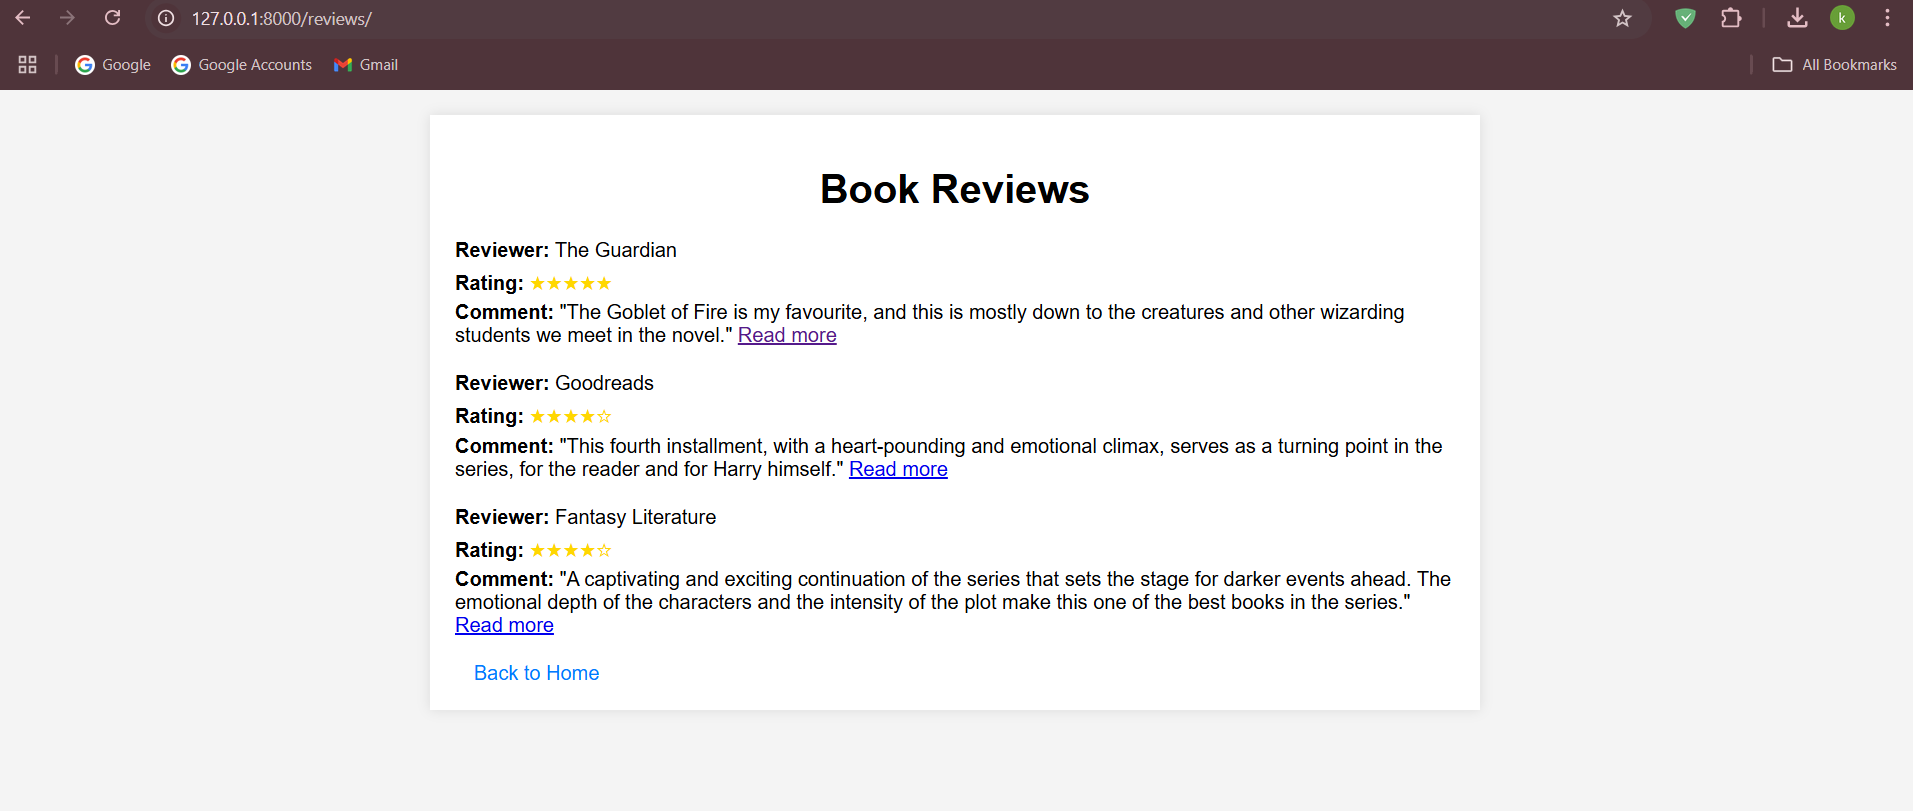 127.0.0.1:8000/reviews/
k
Google
Google Accounts
Gmail
All Bookmarks
Book Reviews
Reviewer: The Guardian
Rating: ★★★★★
Comment: "The Goblet of Fire is my favourite, and this is mostly down to the creatures and other wizarding
students we meet in the novel." Read more
Reviewer: Goodreads
Rating: ★★★★☆
Comment: "This fourth installment, with a heart-pounding and emotional climax, serves as a turning point in the
series, for the reader and for Harry himself." Read more
Reviewer: Fantasy Literature
Rating: ★★★★☆
Comment: "A captivating and exciting continuation of the series that sets the stage for darker events ahead. The
emotional depth of the characters and the intensity of the plot make this one of the best books in the series."
Read more
Back to Home